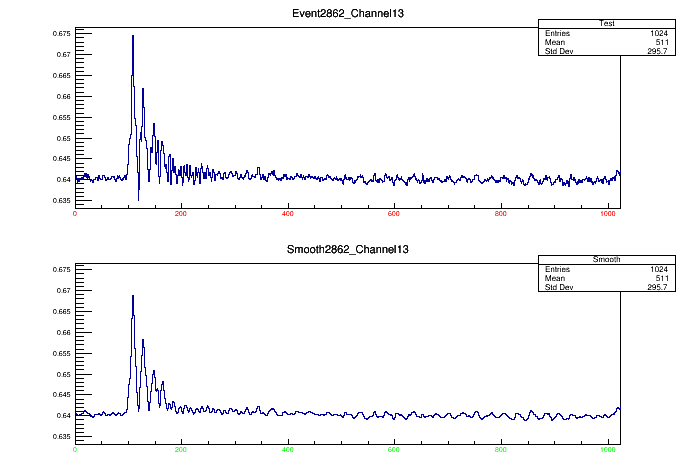 Event2862_Channel13
Test
Entries 1024
Mean 511
Std Dev 295.7
0.675
0.67
0.665
0.66
0.655
0.65
0.645
0.64
0.635
0 200 400 600 800 1000
Smooth2862_Channel13
Smooth
Entries 1024
Mean 511
Std Dev 295.7
0.675
0.67
0.665
0.66
0.655
0.65
0.645
0.64
0.635
0 200 400 600 800 1000